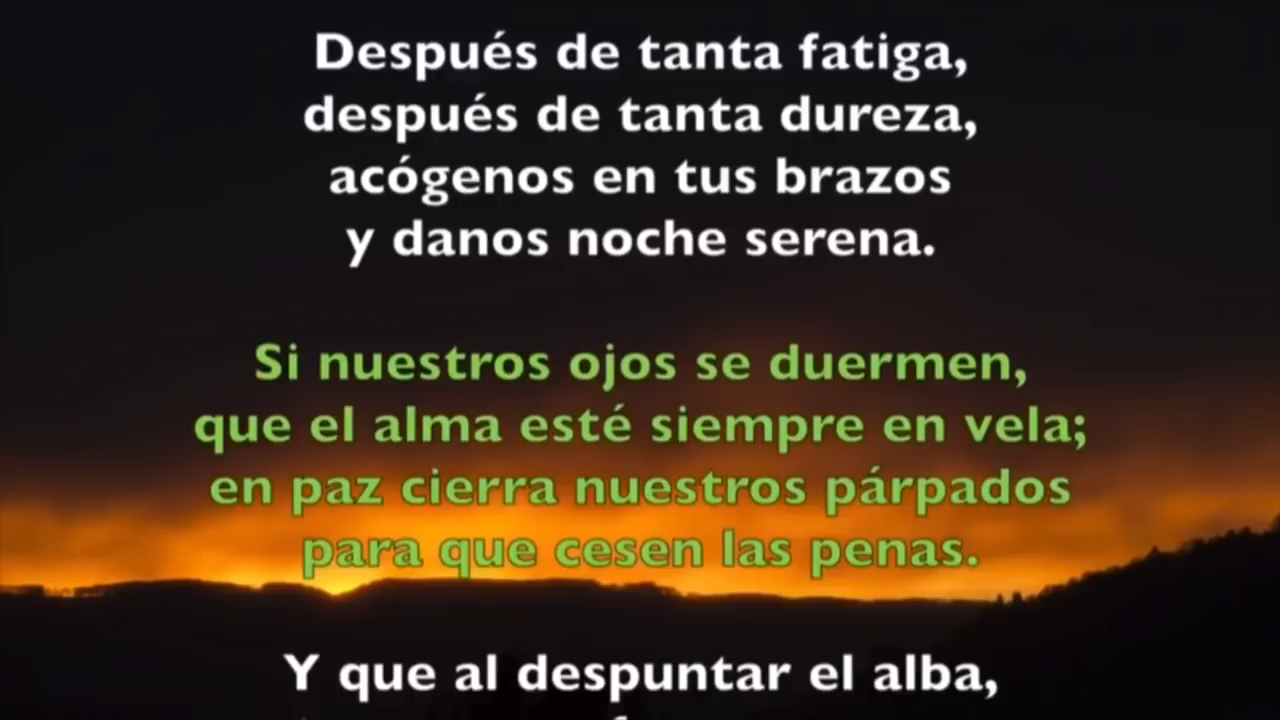 Después de tanta fatiga,
después de tanta dureza,
acógenos en tus brazos
y danos noche serena.
Si nuestros ojos se duermen,
que el alma esté siempre en vela;
en paz cierra nuestros párpados
para que cesen las penas.
Y que al despuntar el alba,